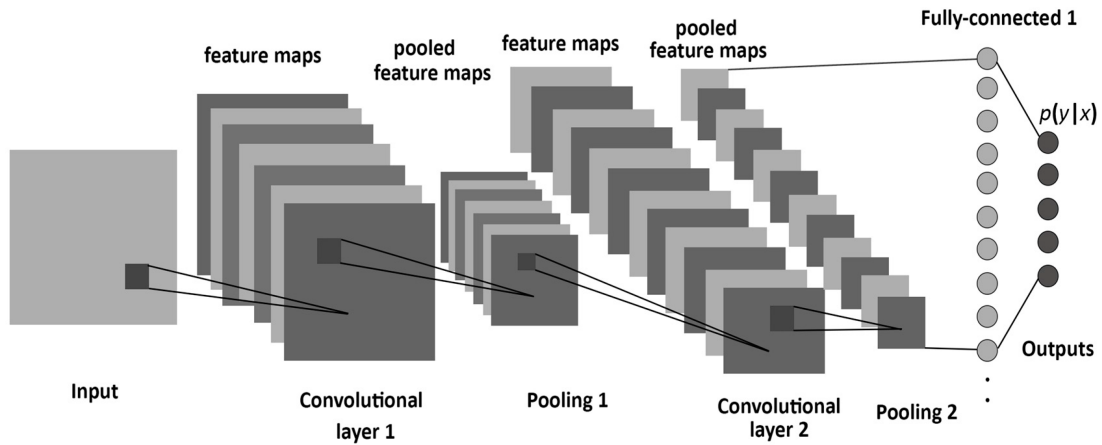 Fully-connected 1
feature maps
pooled
feature maps
feature maps
pooled
feature maps
p(y|x)
Input
Convolutional
layer 1
Pooling 1
Convolutional
layer 2
Pooling 2
Outputs